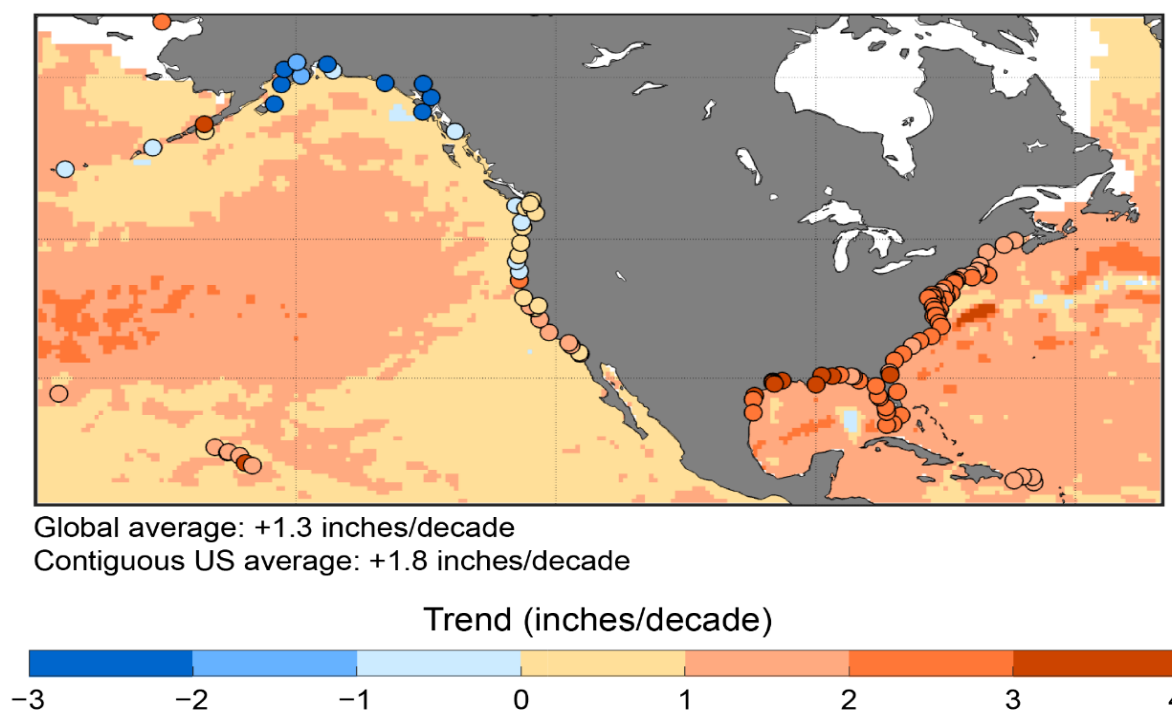 Global average: +1.3 inches/decade
Contiguous US average: +1.8 inches/decade
Trend (inches/decade)
−3 −2 −1 0 1 2 3 4